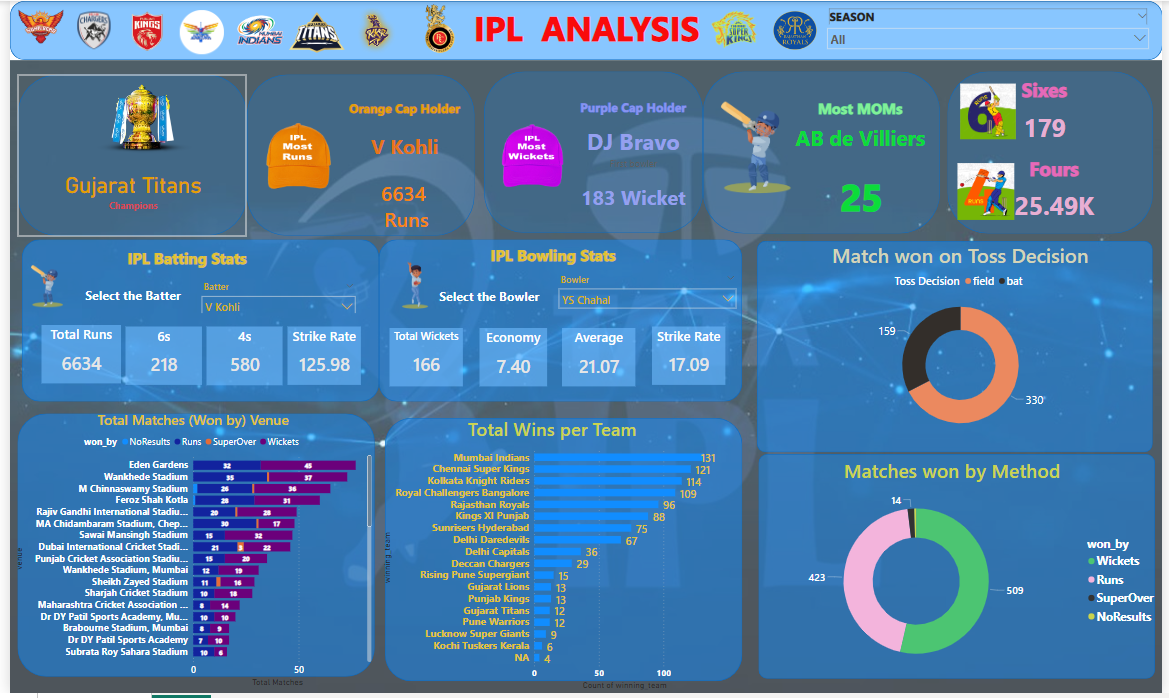 IPL ANALYSIS
SEASON
All
CHARGERS
KINGS
MUMBAI
INDIANS
TITANS
SUPER
KINGS
Gujarat Titans
Champions
IPL
Most
Runs
Orange Cap Holder
V Kohli
6634
Runs
IPL
Most
Wickets
Purple Cap Holder
DJ Bravo
183 Wicket
Most MOMs
AB de Villiers
25
Sixes
179
Fours
25.49K
IPL Batting Stats
Select the Batter
Batter
V Kohli
Total Runs
6634
6s
218
4s
580
Strike Rate
125.98
IPL Bowling Stats
Select the Bowler
Bowler
YS Chahal
Total Wickets
166
Economy
7.40
Average
21.07
Strike Rate
17.09
Match won on Toss Decision
Toss Decision field bat
159
330
Total Matches (Won by) Venue
won_by NoResults Runs SuperOver Wickets
Eden Gardens 32 45
Wankhede Stadium 35 37
M Chinnaswamy Stadium 26 36
Feroz Shah Kotla 28 31
Rajiv Gandhi International Stadiu... 20 28
MA Chidambaram Stadium, Chep... 30 17
Sawai Mansingh Stadium 15 32
Dubai International Cricket Stadi... 21 3 22
Punjab Cricket Association Stadiu... 15 20
Wankhede Stadium, Mumbai 12 19
Sheikh Zayed Stadium 11 16
Sharjah Cricket Stadium 10 18
Maharashtra Cricket Association ... 8 14
Dr DY Patil Sports Academy, Mu... 10 10
Brabourne Stadium, Mumbai 8 9
Dr DY Patil Sports Academy 7 10
Subrata Roy Sahara Stadium 10 6
0 50
Total Matches
venue
Total Wins per Team
Mumbai Indians 131
Chennai Super Kings 121
Kolkata Knight Riders 114
Royal Challengers Bangalore 109
Rajasthan Royals 96
Kings XI Punjab 88
Sunrisers Hyderabad 75
Delhi Daredevils 67
Delhi Capitals 36
Deccan Chargers 29
Rising Pune Supergiant 15
Gujarat Lions 13
Punjab Kings 13
Gujarat Titans 12
Pune Warriors 12
Lucknow Super Giants 9
Kochi Tuskers Kerala 6
NA 4
0 50 100
Count of winning_team
winning_team
Matches won by Method
14
423
509
won_by
Wickets
Runs
SuperOver
NoResults